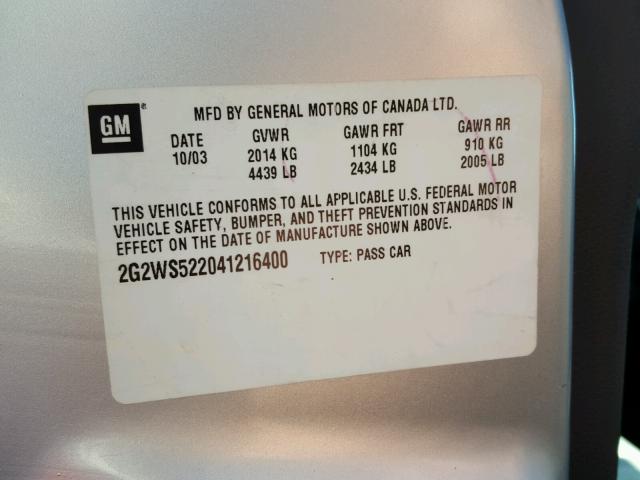 GM ®
MFD BY GENERAL MOTORS OF CANADA LTD.
DATE GVWR GAWR FRT GAWR RR
10/03 2014 KG 1104 KG 910 KG
4439 LB 2434 LB 2005 LB
THIS VEHICLE CONFORMS TO ALL APPLICABLE U.S. FEDERAL MOTOR
VEHICLE SAFETY, BUMPER, AND THEFT PREVENTION STANDARDS IN
EFFECT ON THE DATE OF MANUFACTURE SHOWN ABOVE.
2G2WS522041216400 TYPE: PASS CAR